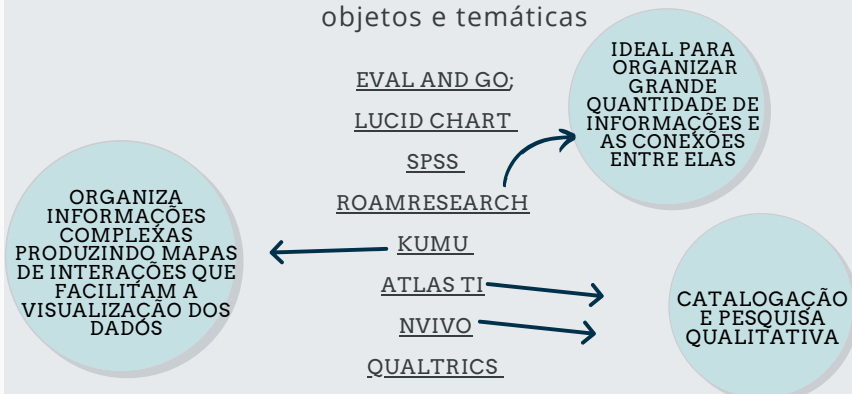 objetos e temáticas
EVAL AND GO;
LUCID CHART
SPSS
ROAMRESEARCH
KUMU
ATLAS TI
NVIVO
QUALTRICS
IDEAL PARA
ORGANIZAR
GRANDE
QUANTIDADE DE
INFORMAÇÕES E
AS CONEXÕES
ENTRE ELAS
ORGANIZA
INFORMAÇÕES
COMPLEXAS
PRODUZINDO MAPAS
DE INTERAÇÕES QUE
FACILITAM A
VISUALIZAÇÃO DOS
DADOS
CATALOGAÇÃO
E PESQUISA
QUALITATIVA